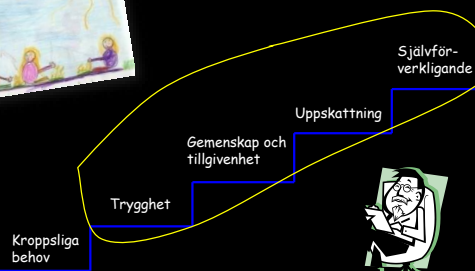 Självför-
verkligande
Uppskattning
Gemenskap och
tillgivenhet
Trygghet
Kroppsliga
behov